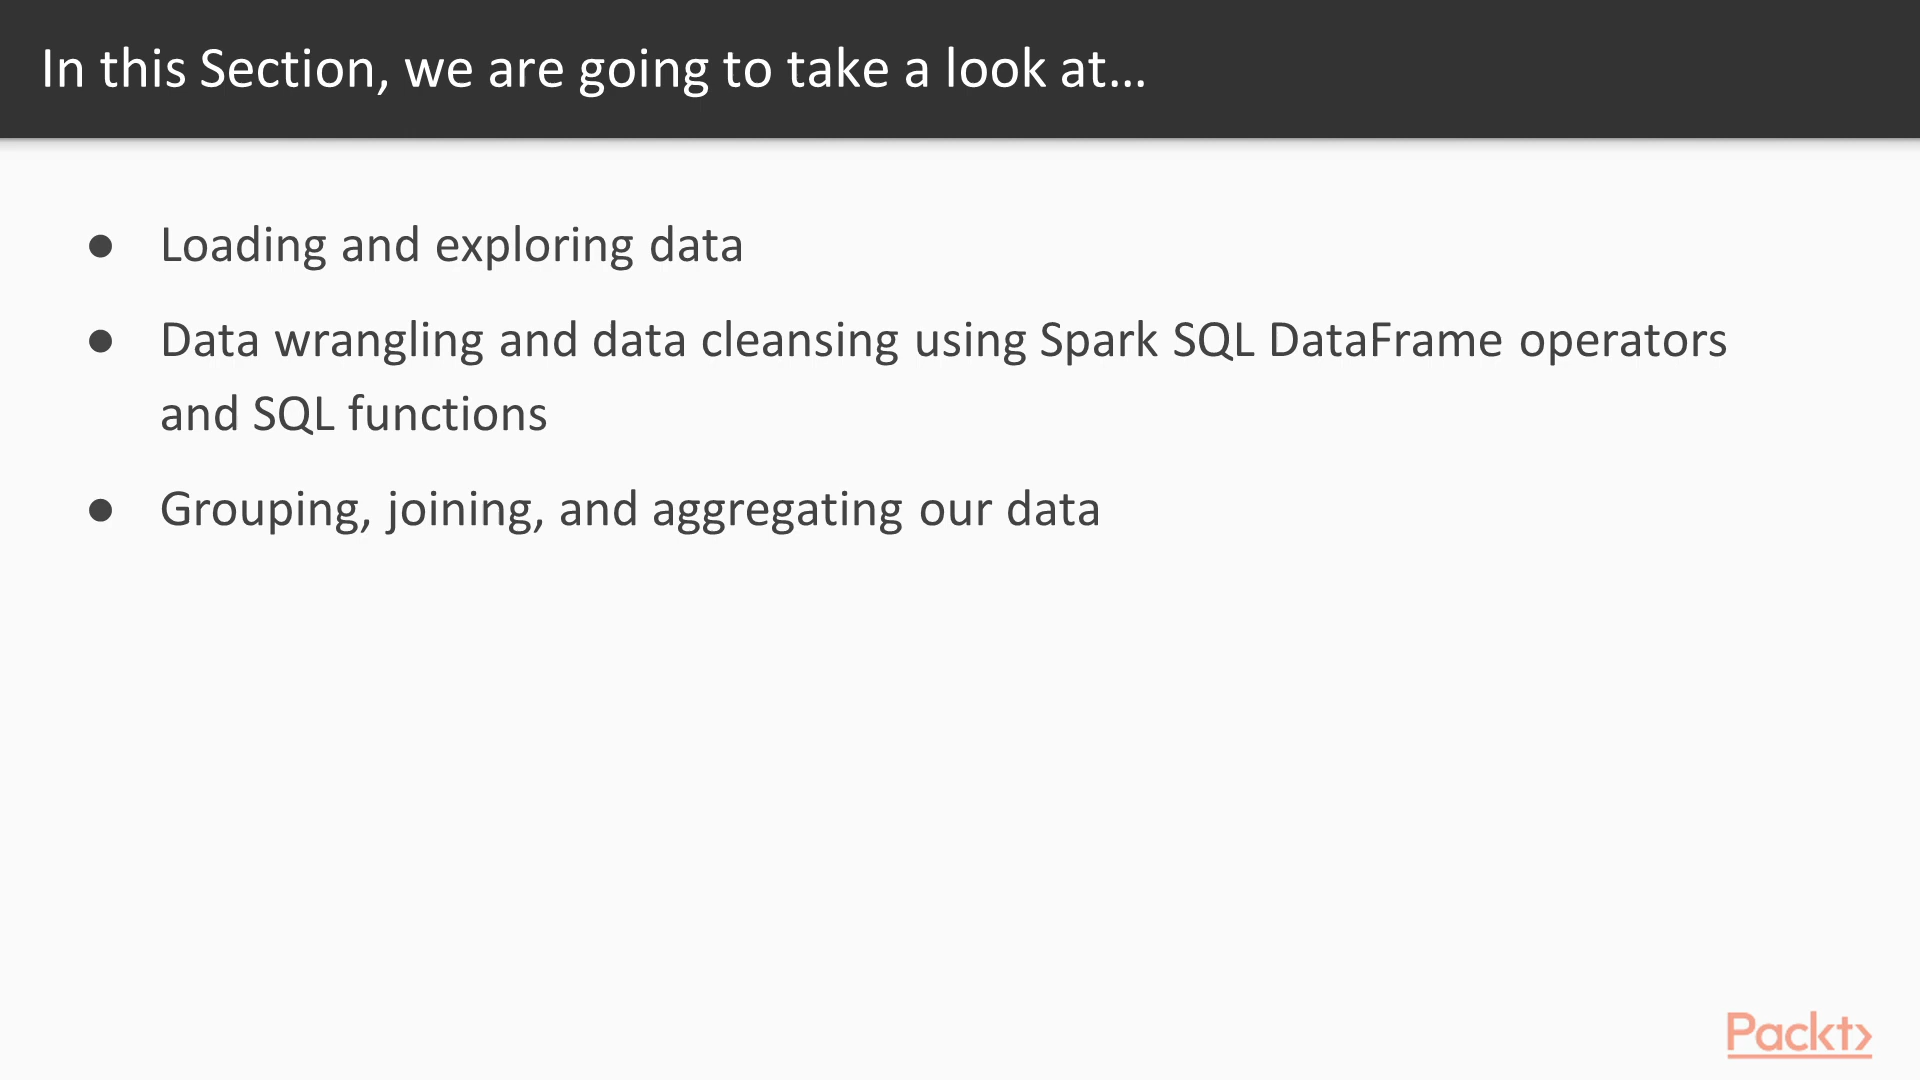 In this Section, we are going to take a look at...
● Loading and exploring data
● Data wrangling and data cleansing using Spark SQL DataFrame operators
and SQL functions
● Grouping, joining, and aggregating our data
Packt>